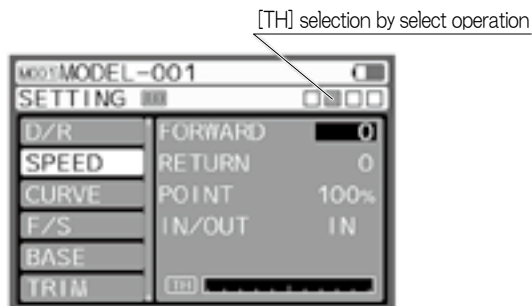 [TH] selection by select operation
M001 MODEL-001
SETTING
D/R FORWARD 0
SPEED RETURN 0
CURVE POINT 100%
F/S IN/OUT IN
BASE
TRIM TH